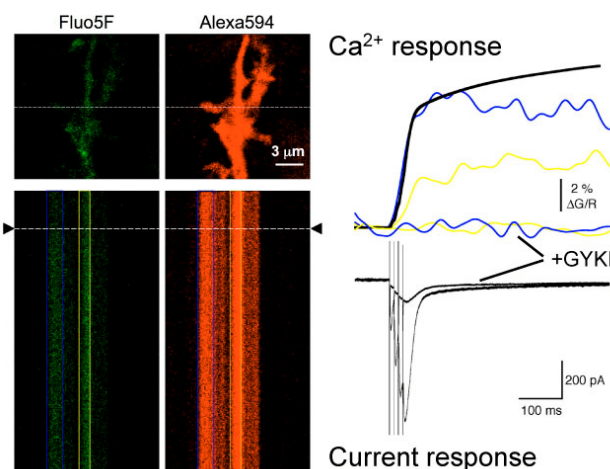 Fluo5F
Alexa594
3 μm
Ca²⁺ response
2 %
ΔG/R
200 pA
100 ms
Current response